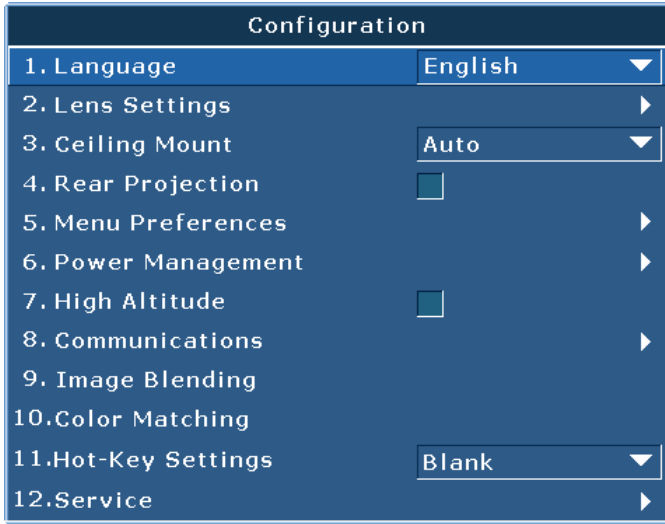 Configuration
1. Language English
2. Lens Settings
3. Ceiling Mount Auto
4. Rear Projection
5. Menu Preferences
6. Power Management
7. High Altitude
8. Communications
9. Image Blending
10.Color Matching
11.Hot-Key Settings Blank
12.Service